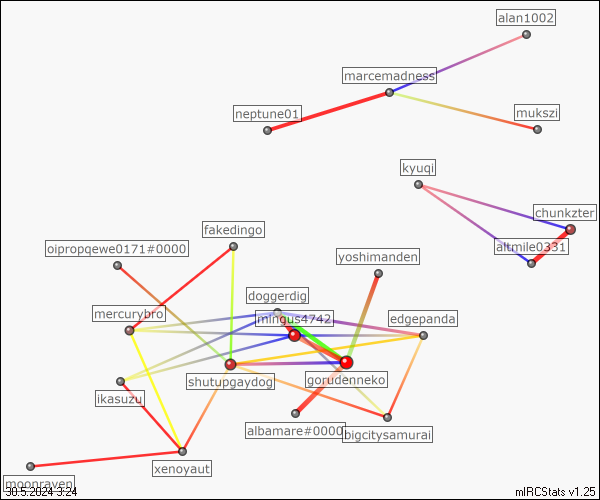 alan1002
marcemadness
neptune01
mukszi
kyuqi
chunkzter
altmile0331
fakedingo
oipropqewe0171#0000
yoshimanden
doggerdig
mercurybro
mingus4742
edgepanda
shutupgaydog
gorudenneko
ikasuzu
albamare#0000
bigcitysamurai
xenoyaut
moonraven
30.5.2024 3:24
mIRCStats v1.25